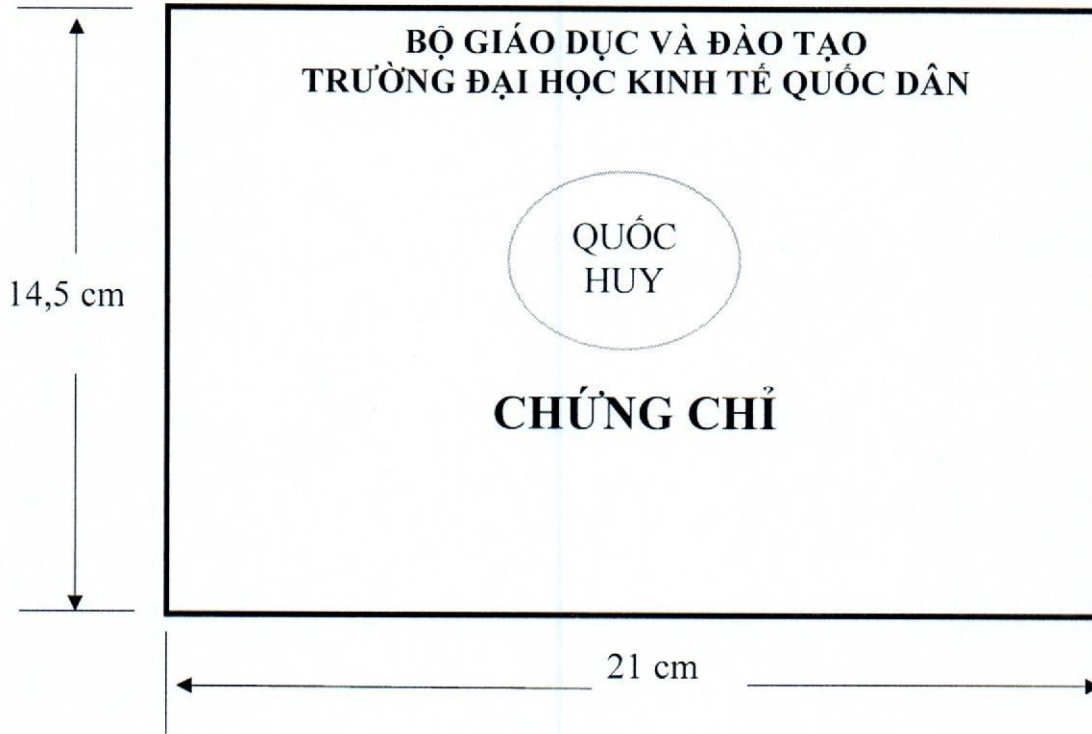 BỘ GIÁO DỤC VÀ ĐÀO TẠO
TRƯỜNG ĐẠI HỌC KINH TẾ QUỐC DÂN
QUỐC
HUY
14,5 cm
CHỨNG CHỈ
21 cm